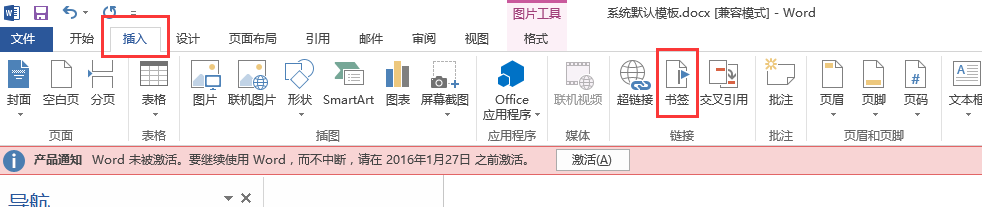 图片工具
系统默认模板.docx [兼容模式] - Word
文件 开始 插入 设计 页面布局 引用 邮件 审阅 视图 格式
封面 空白页 分页 表格 图片 联机图片 形状 SmartArt 图表 屏幕截图 Office 联机视频 超链接 书签 交叉引用 批注 页眉 页脚 页码 文本框
应用程序
页面 表格 插图 应用程序 媒体 链接 批注 页眉和页脚
产品通知 Word 未被激活。要继续使用 Word，而不中断，请在 2016年1月27日 之前激活。 激活(A)
导航